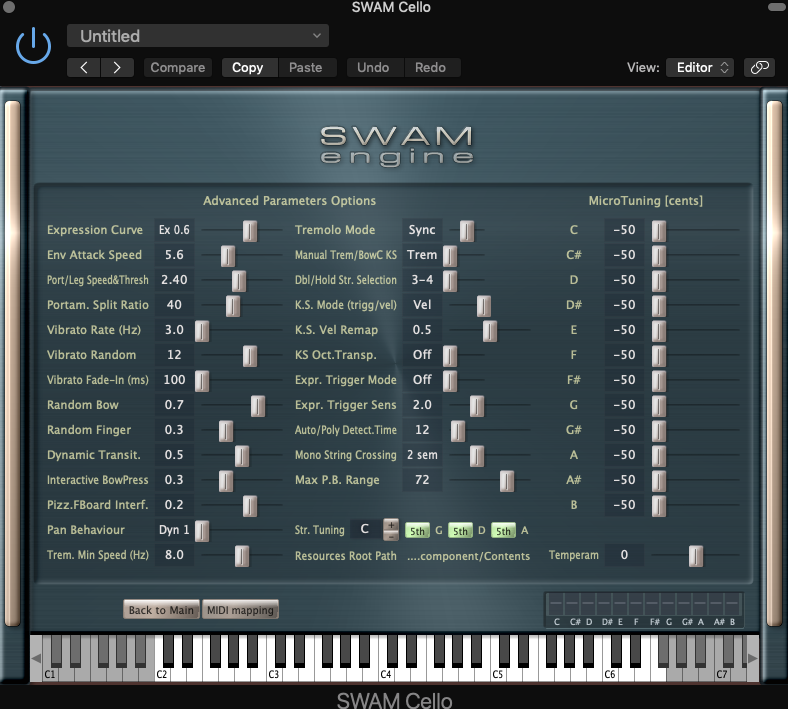 SWAM Cello
Untitled
Compare Copy Paste Undo Redo View: Editor
SWAM
engine
Advanced Parameters Options MicroTuning [cents]
Expression Curve Ex 0.6 Tremolo Mode Sync C -50
Env Attack Speed 5.6 Manual Trem/BowC KS Trem C# -50
Port/Leg Speed&Thresh 2.40 Dbl/Hold Str. Selection 3-4 D -50
Portam. Split Ratio 40 K.S. Mode (trigg/vel) Vel D# -50
Vibrato Rate (Hz) 3.0 K.S. Vel Remap 0.5 E -50
Vibrato Random 12 KS Oct.Transp. Off F -50
Vibrato Fade-In (ms) 100 Expr. Trigger Mode Off F# -50
Random Bow 0.7 Expr. Trigger Sens 2.0 G -50
Random Finger 0.3 Auto/Poly Detect.Time 12 G# -50
Dynamic Transit. 0.5 Mono String Crossing 2 sem A -50
Interactive BowPress 0.3 Max P.B. Range 72 A# -50
Pizz.FBoard Interf. 0.2 B -50
Pan Behaviour Dyn 1 Str. Tuning C + - 5th G 5th D 5th A
Trem. Min Speed (Hz) 8.0 Resources Root Path ....component/Contents Temperam 0
Back to Main MIDI mapping
C C# D D# E F F# G G# A A# B
C1 C2 C3 C4 C5 C6 C7
SWAM Cello